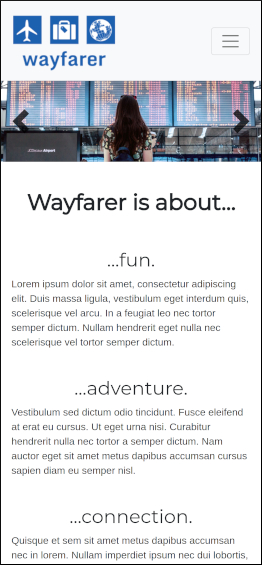 wayfarer
Wayfarer is about...
...fun.
Lorem ipsum dolor sit amet, consectetur adipiscing
elit. Duis massa ligula, vestibulum eget interdum quis,
scelerisque vel arcu. In a feugiat leo nec tortor
semper dictum. Nullam hendrerit eget nulla nec
scelerisque vel tortor semper dictum.
...adventure.
Vestibulum sed dictum odio tincidunt. Fusce eleifend
at erat eu cursus. Ut eget urna nisi. Curabitur
hendrerit nulla nec tortor a semper dictum. Nam
auctor eget sit amet metus dapibus accumsan cursus
sapien diam eu semper nisl.
...connection.
Quisque et sem sit amet metus dapibus accumsan
nec in lorem. Nullam imperdiet ipsum nec dui lobortis,